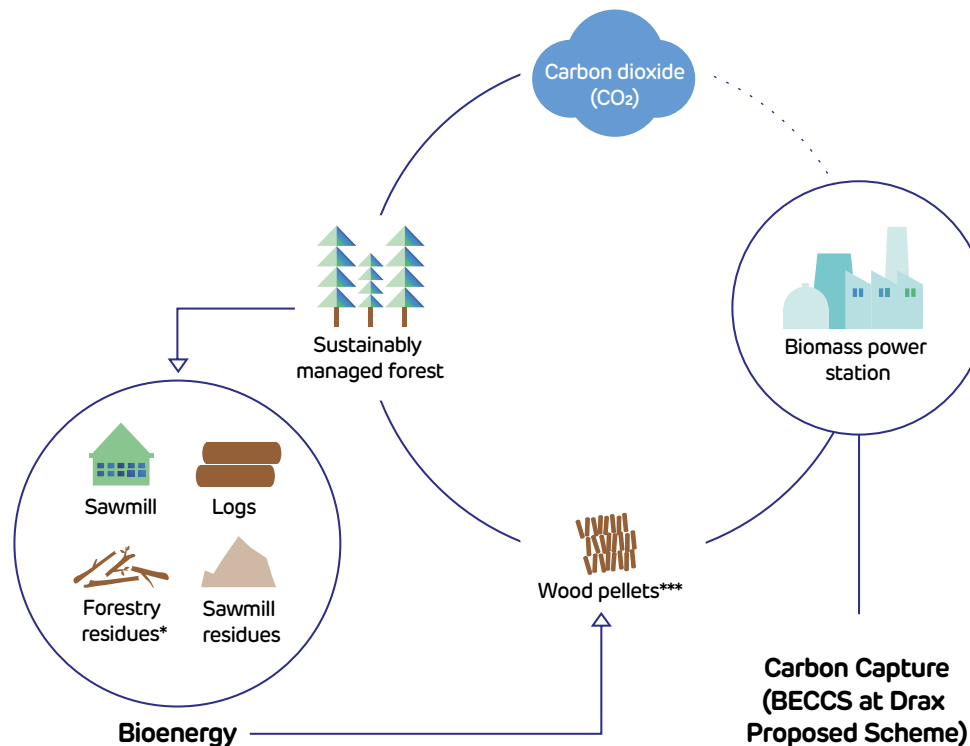 Carbon dioxide
(CO₂)
Sustainably
managed forest
Biomass power
station
Sawmill
Logs
Forestry
residues*
Sawmill
residues
Wood pellets***
Bioenergy
Carbon Capture
(BECCS at Drax
Proposed Scheme)